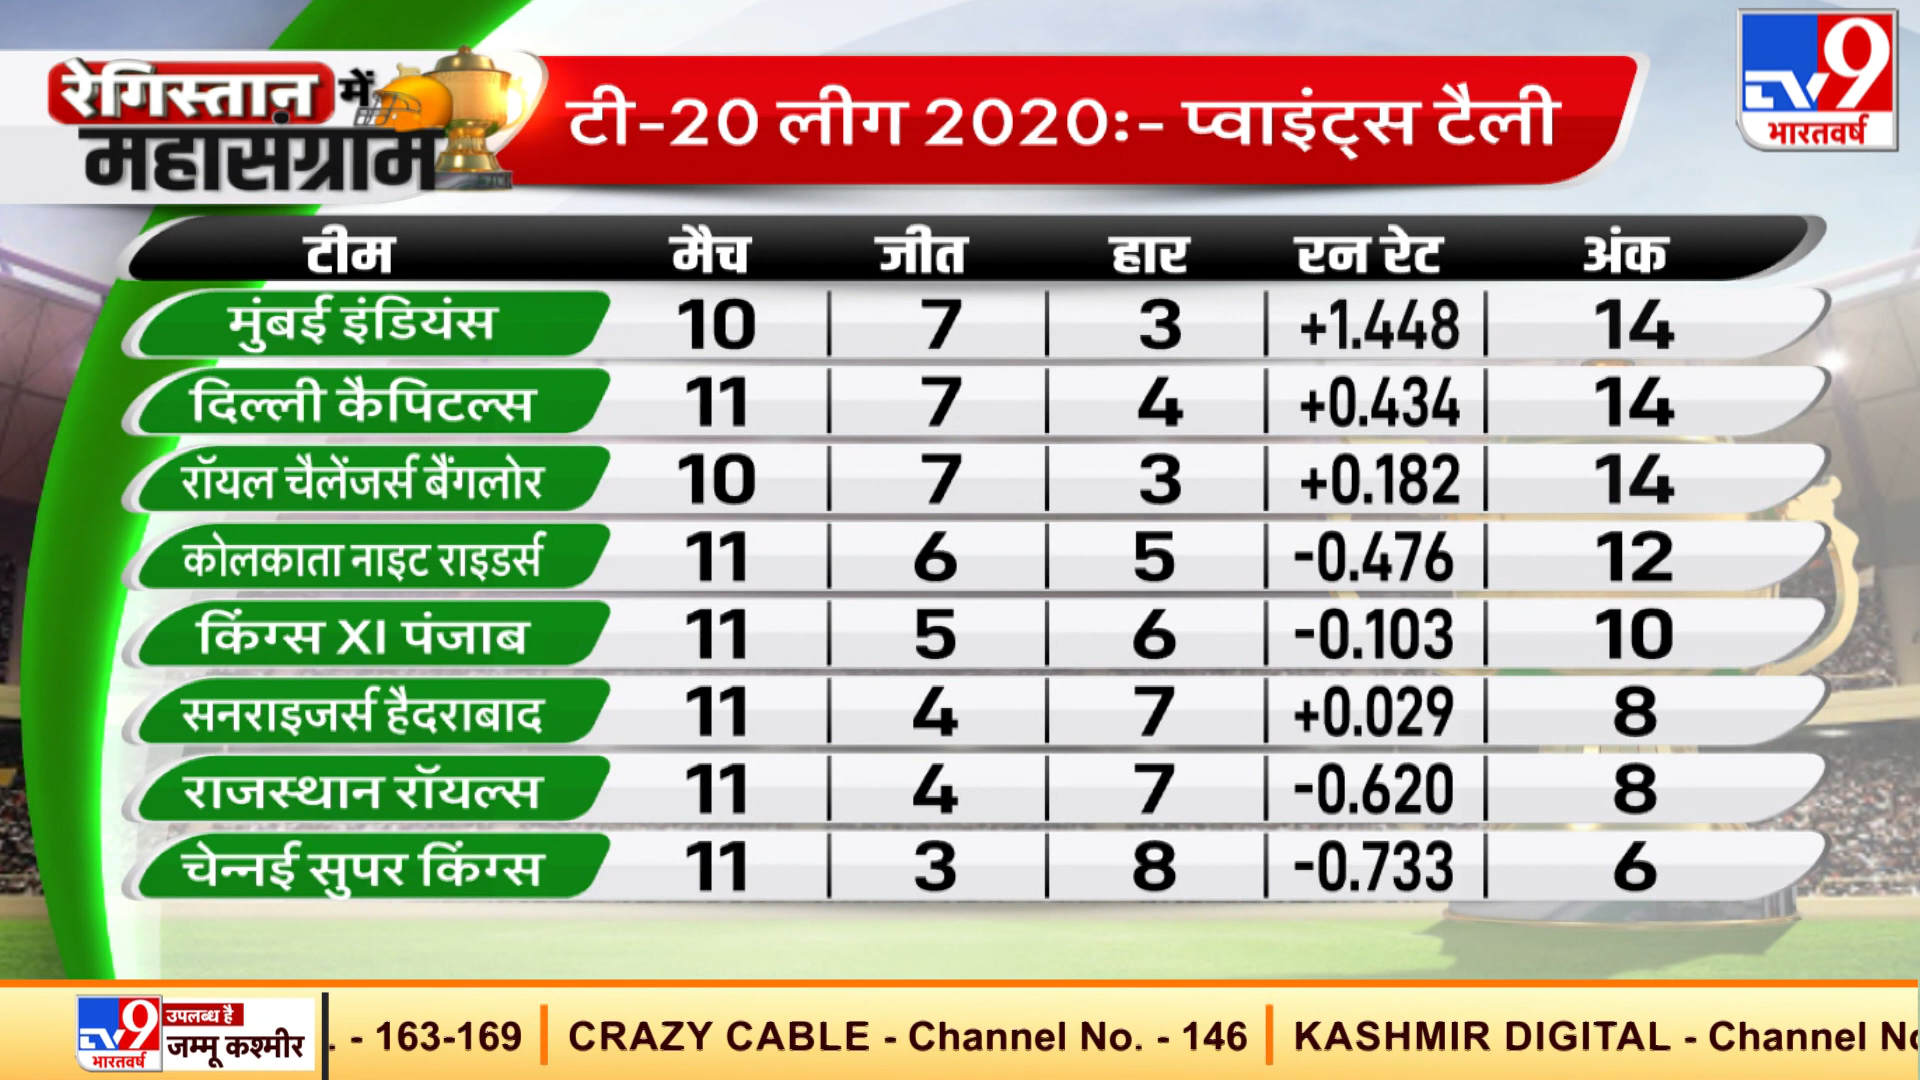 रेगिस्तान में
महासंग्राम
टी-20 लीग 2020:- प्वाइंट्स टैली
TV9
भारतवर्ष
टीम मैच जीत हार रन रेट अंक
मुंबई इंडियंस 10 7 3 +1.448 14
दिल्ली कैपिटल्स 11 7 4 +0.434 14
रॉयल चैलेंजर्स बैंगलोर 10 7 3 +0.182 14
कोलकाता नाइट राइडर्स 11 6 5 -0.476 12
किंग्स XI पंजाब 11 5 6 -0.103 10
सनराइजर्स हैदराबाद 11 4 7 +0.029 8
राजस्थान रॉयल्स 11 4 7 -0.620 8
चेन्नई सुपर किंग्स 11 3 8 -0.733 6
TV9
भारतवर्ष
उपलब्ध है
जम्मू कश्मीर
. - 163-169 | CRAZY CABLE - Channel No. - 146 | KASHMIR DIGITAL - Channel No